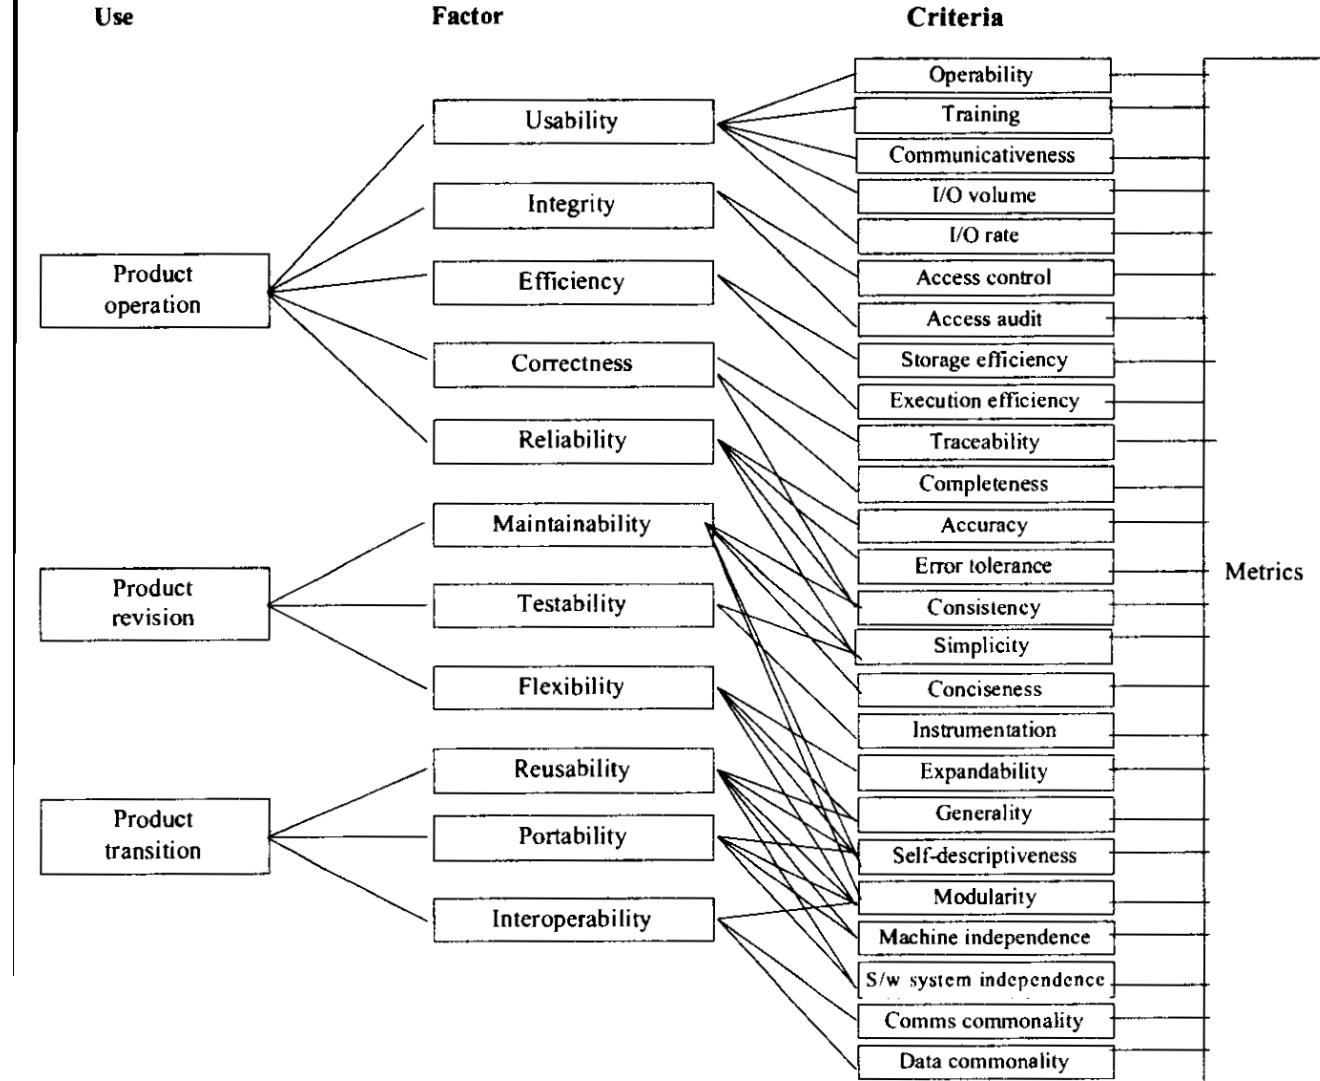 Use
Factor
Criteria
Product
operation
Product
revision
Product
transition
Usability
Integrity
Efficiency
Correctness
Reliability
Maintainability
Testability
Flexibility
Reusability
Portability
Interoperability
Operability
Training
Communicativeness
I/O volume
I/O rate
Access control
Access audit
Storage efficiency
Execution efficiency
Traceability
Completeness
Accuracy
Error tolerance
Consistency
Simplicity
Conciseness
Instrumentation
Expandability
Generality
Self-descriptiveness
Modularity
Machine independence
S/w system independence
Comms commonality
Data commonality
Metrics